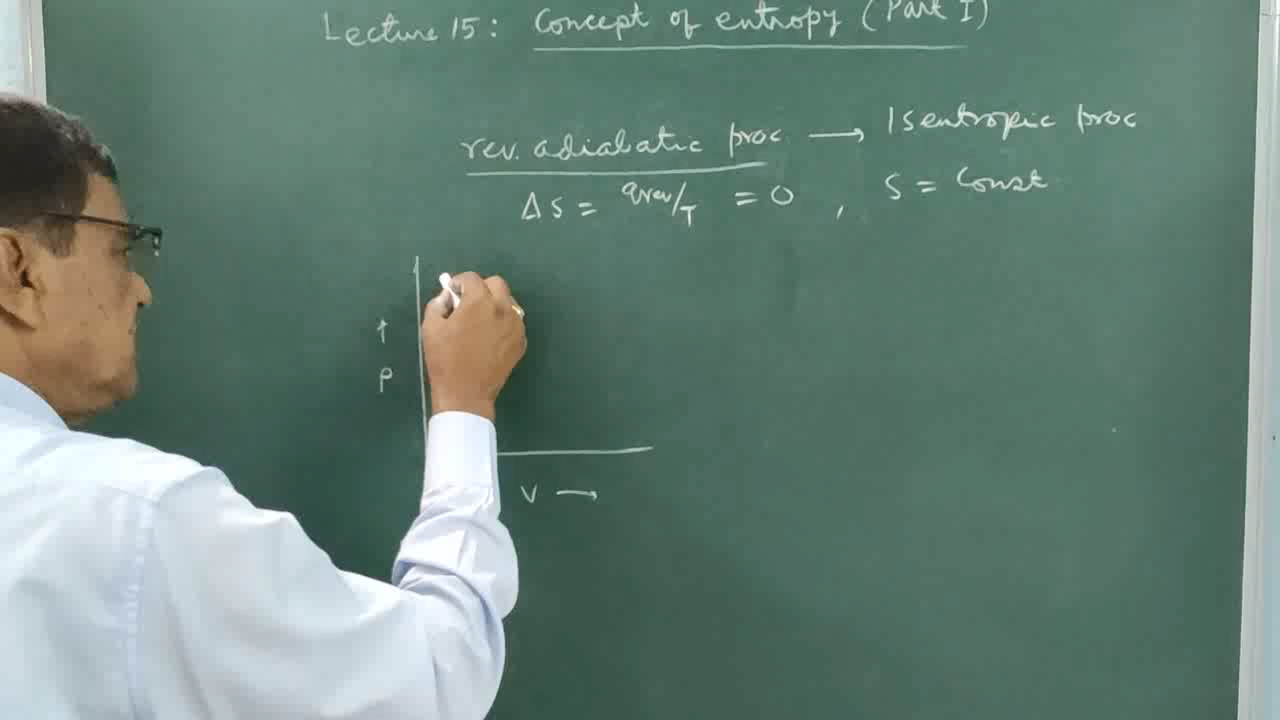 Lecture 15: Concept of entropy (Part I)
rev. adiabatic proc. → Isentropic proc
Δs = qrev/T = 0 , s = Const
↑
P
V →